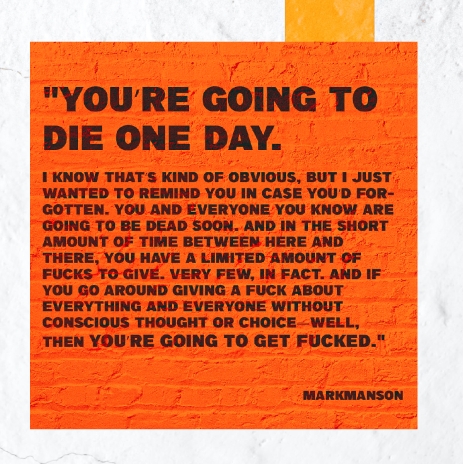 "YOU'RE GOING TO
DIE ONE DAY.
I KNOW THAT'S KIND OF OBVIOUS, BUT I JUST
WANTED TO REMIND YOU IN CASE YOU'D FOR-
GOTTEN. YOU AND EVERYONE YOU KNOW ARE
GOING TO BE DEAD SOON. AND IN THE SHORT
AMOUNT OF TIME BETWEEN HERE AND
THERE, YOU HAVE A LIMITED AMOUNT OF
FUCKS TO GIVE. VERY FEW, IN FACT. AND IF
YOU GO AROUND GIVING A FUCK ABOUT
EVERYTHING AND EVERYONE WITHOUT
CONSCIOUS THOUGHT OR CHOICE—WELL,
THEN YOU'RE GOING TO GET FUCKED."
MARKMANSON